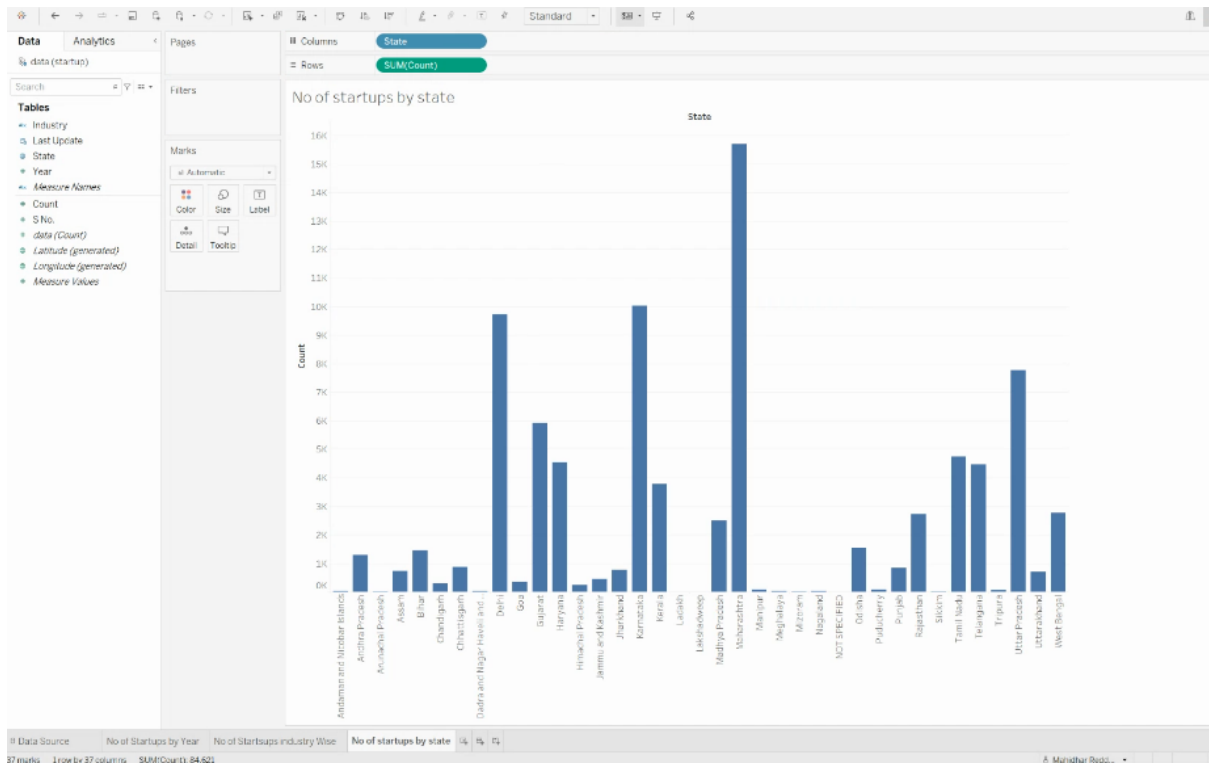 Standard
Data Analytics
data (startup)
Search
Tables
Industry
Last Update
State
Year
Measure Names
Count
S No.
data (Count)
Latitude (generated)
Longitude (generated)
Measure Values
Pages
Filters
Marks
Automatic
Color Size Label
Detail Tooltip
Columns State
Rows SUM(Count)
No of startups by state
State
16K
15K
14K
13K
12K
11K
10K
9K
8K
7K
6K
5K
4K
3K
2K
1K
0K
Count
Andaman and Nicobar Islands
Andhra Pradesh
Arunachal Pradesh
Assam
Bihar
Chandigarh
Chhattisgarh
Dadra and Nagar Haveli and...
Delhi
Goa
Gujarat
Haryana
Himachal Pradesh
Jammu and Kashmir
Jharkhand
Karnataka
Kerala
Ladakh
Lakshadweep
Madhya Pradesh
Maharashtra
Manipur
Meghalaya
Mizoram
Nagaland
NOT SPECIFIED
Odisha
Puducherry
Punjab
Rajasthan
Sikkim
Tamil Nadu
Telangana
Tripura
Uttar Pradesh
Uttarakhand
West Bengal
Data Source No of Startups by Year No of Startsups industry Wise No of startups by state
37 marks 1 row by 37 columns SUM(Count): 84,621 Manidhar Redd...